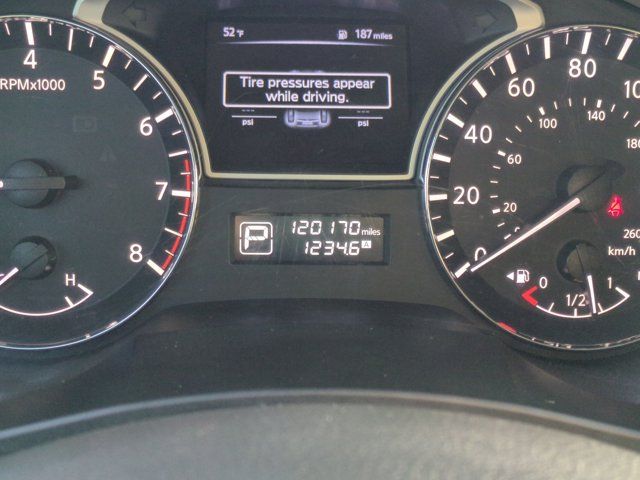 52 °F 187 miles
Tire pressures appear
while driving.
--- ---
psi psi
4
RPMx1000 5
6
7
8
H
P 120170 miles
1234.6 A
0
20
40
60
80
20
60
100
140
180
260
km/h
0 1/2 1